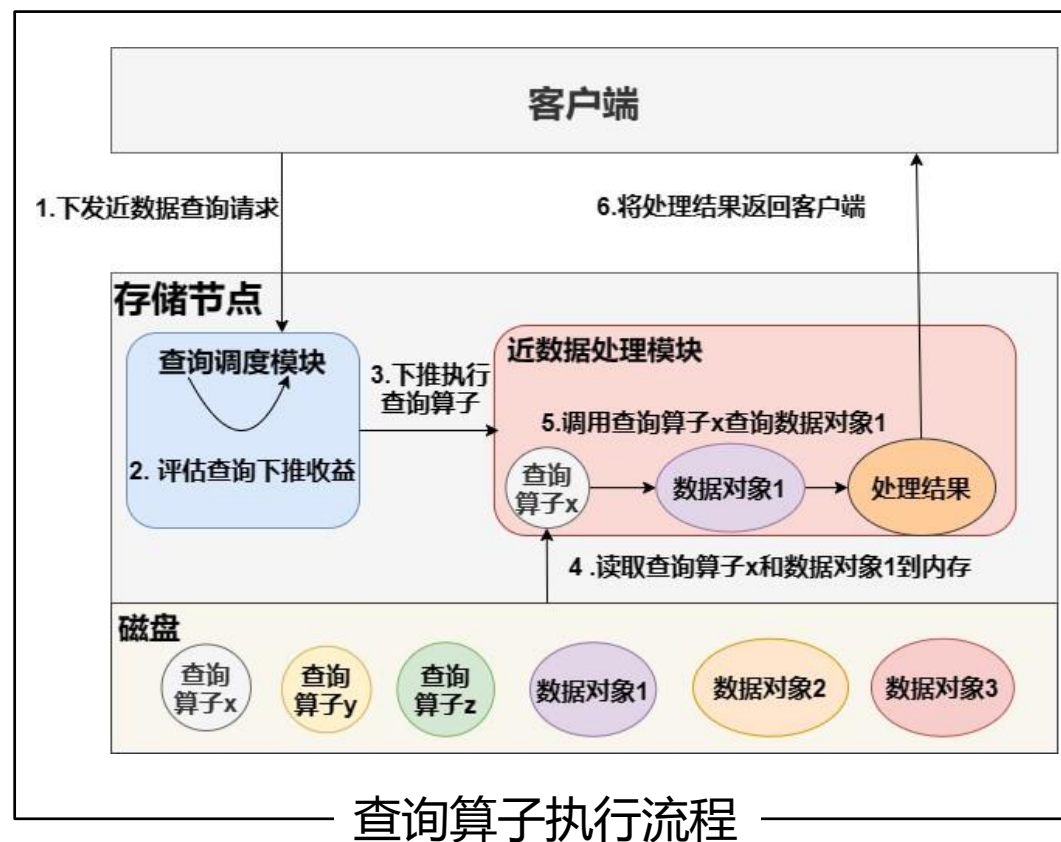 客户端
1.下发近数据查询请求
6.将处理结果返回客户端
存储节点
查询调度模块
2. 评估查询下推收益
3.下推执行
查询算子
近数据处理模块
5.调用查询算子x查询数据对象1
查询
算子x
数据对象1
处理结果
4 .读取查询算子x和数据对象1到内存
磁盘
查询
算子x
查询
算子y
查询
算子z
数据对象1
数据对象2
数据对象3
查询算子执行流程